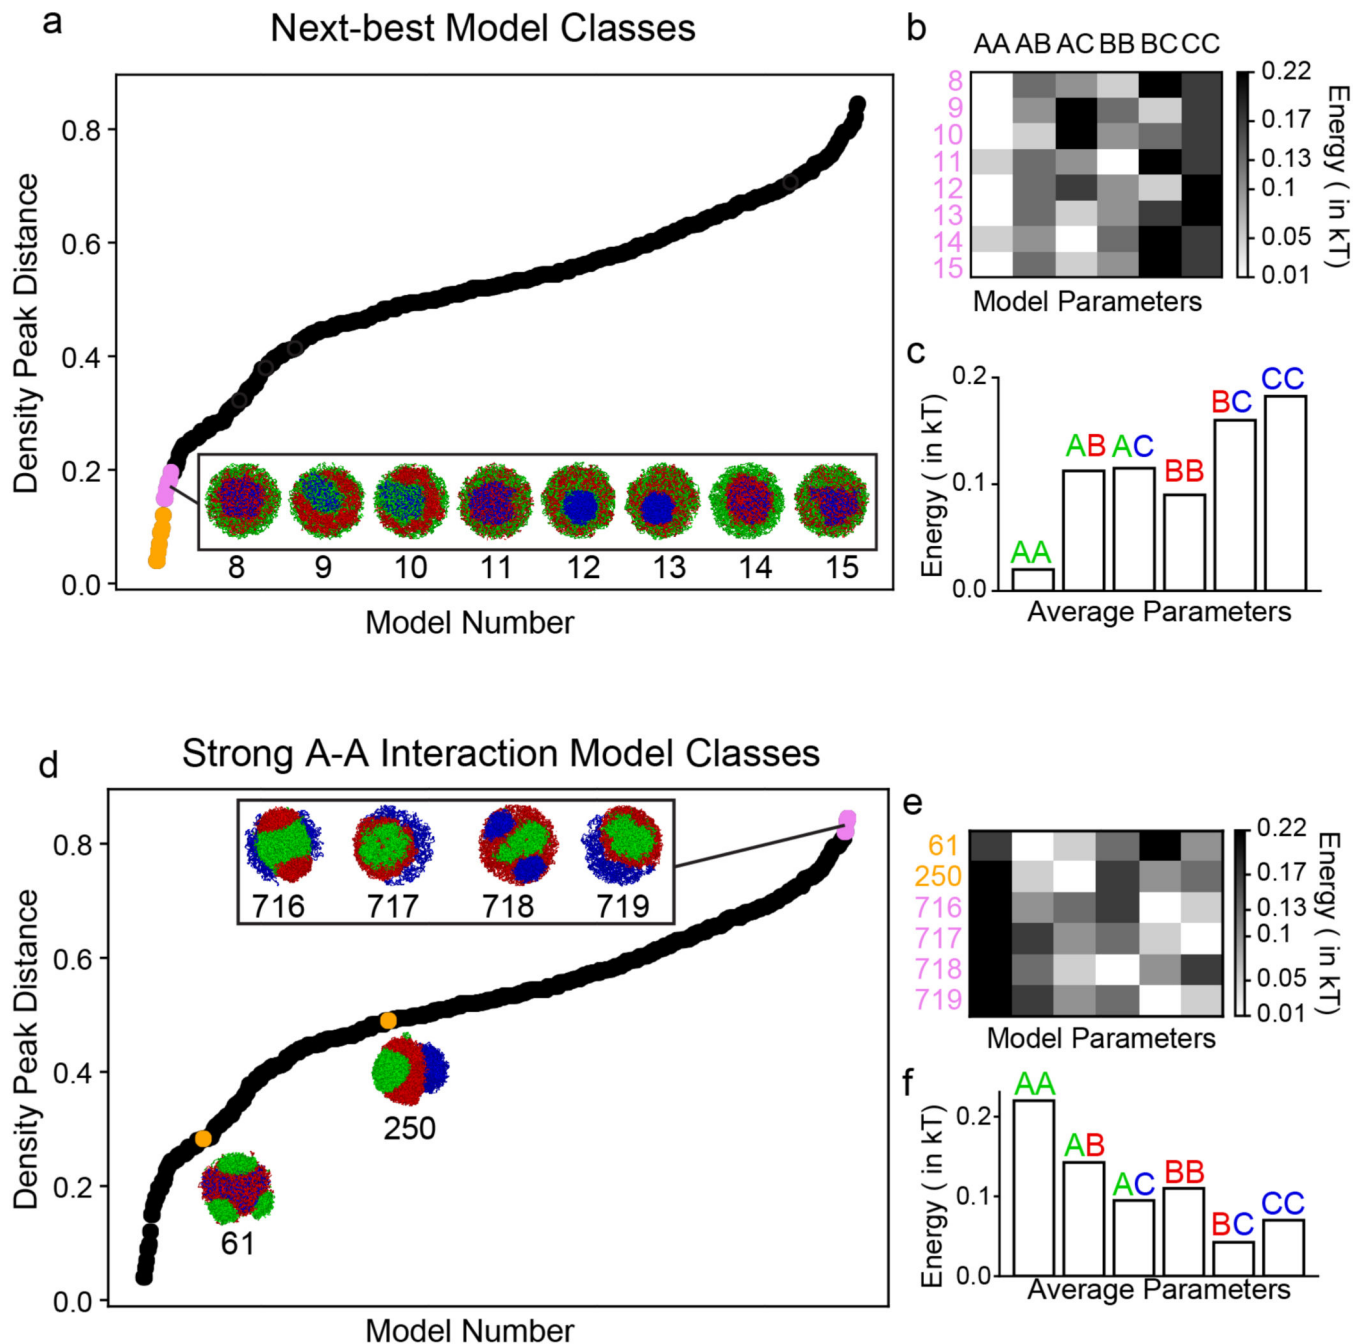 a
Next-best Model Classes
Density Peak Distance
0.8
0.6
0.4
0.2
0.0
8 9 10 11 12 13 14 15
Model Number
b
AA AB AC BB BC CC
8
9
10
11
12
13
14
15
0.22
0.17
0.13
0.1
0.05
0.01
Energy ( in kT)
Model Parameters
c
Energy ( in kT)
0.2
0.1
0.0
AA AB AC BB BC CC
Average Parameters
d
Strong A-A Interaction Model Classes
Density Peak Distance
0.8
0.6
0.4
0.2
0.0
716 717 718 719
250
61
Model Number
e
61
250
716
717
718
719
0.22
0.17
0.13
0.1
0.05
0.01
Energy ( in kT)
Model Parameters
f
Energy ( in kT)
0.2
0.1
0.0
AA AB AC BB BC CC
Average Parameters